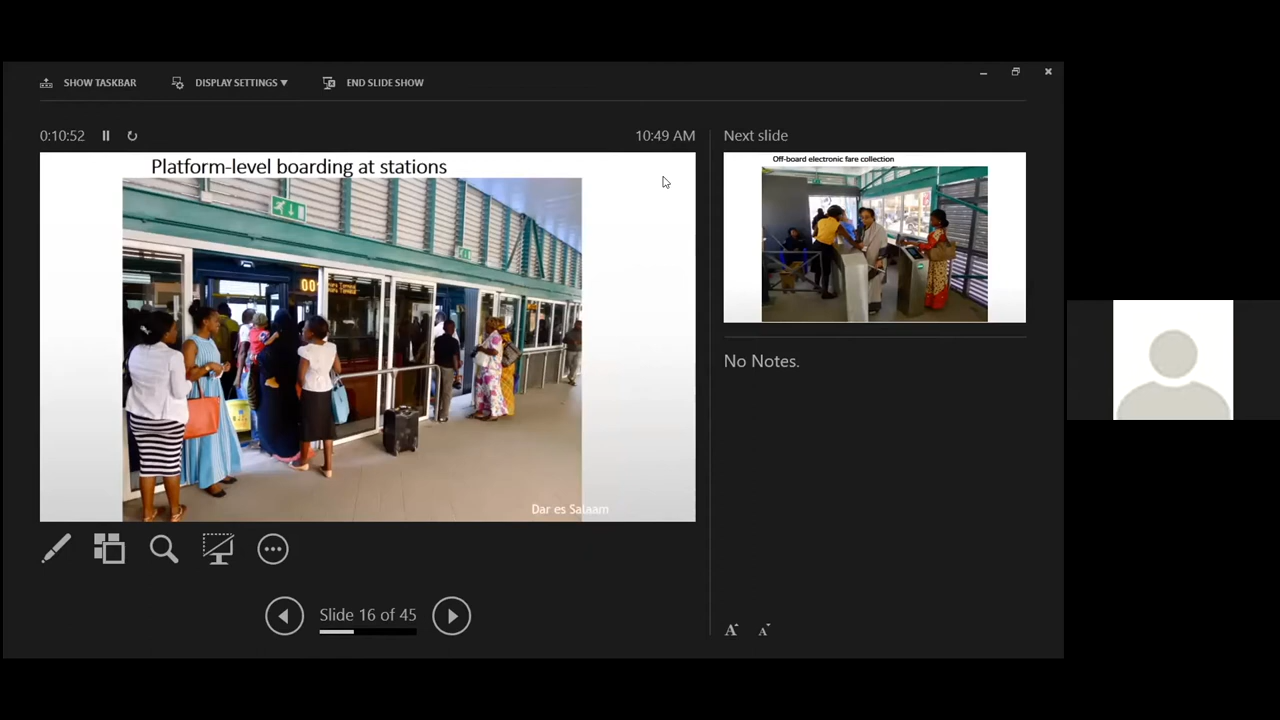 SHOW TASKBAR
DISPLAY SETTINGS ▼
END SLIDE SHOW
0:10:52
10:49 AM
Next slide
Platform-level boarding at stations
Dar es Salaam
Off-board electronic fare collection
No Notes.
Slide 16 of 45
A A